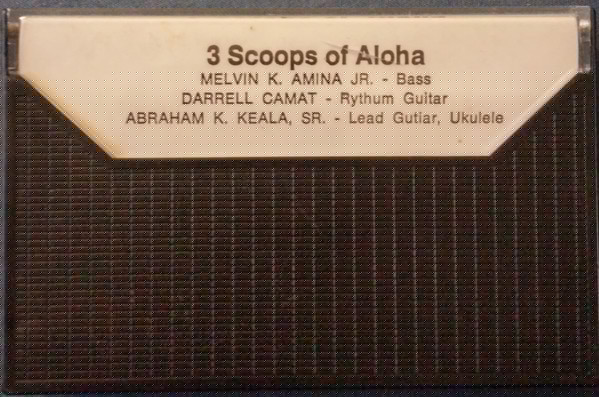 3 Scoops of Aloha
MELVIN K. AMINA JR. - Bass
DARRELL CAMAT - Rythum Guitar
ABRAHAM K. KEALA, SR. - Lead Gutiar, Ukulele